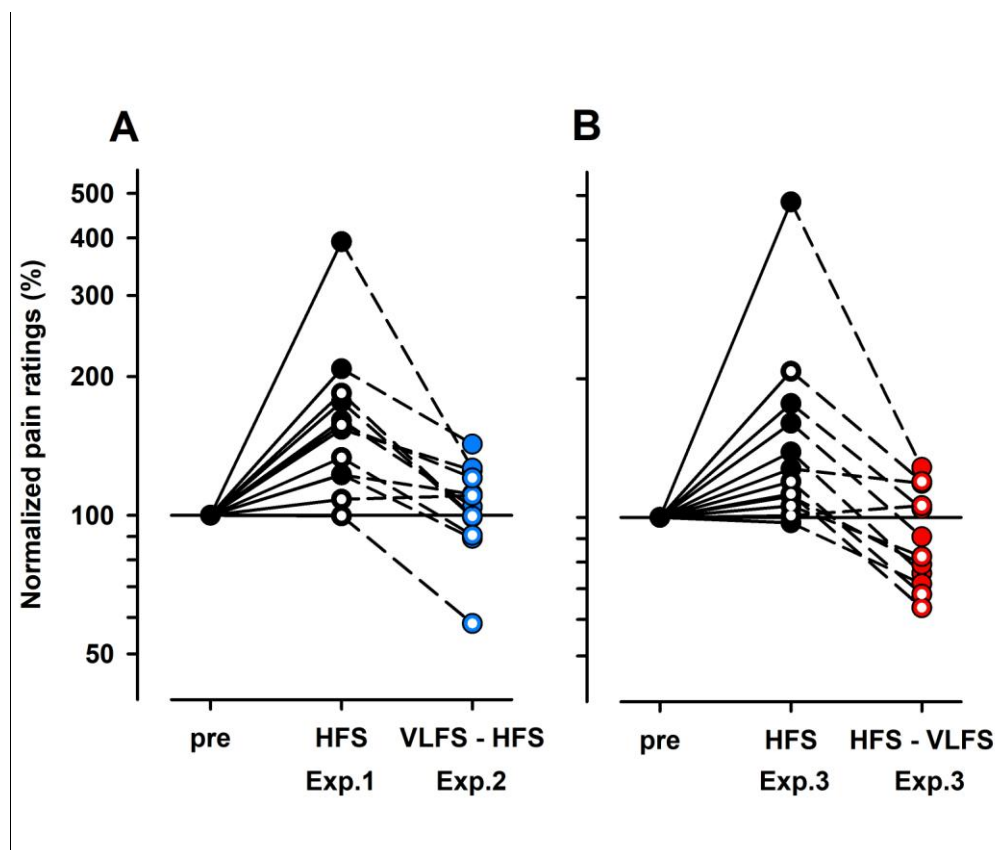 A
B
Normalized pain ratings (%)
500
400
300
200
100
50
pre HFS VLFS - HFS
Exp.1 Exp.2
pre HFS HFS - VLFS
Exp.3 Exp.3